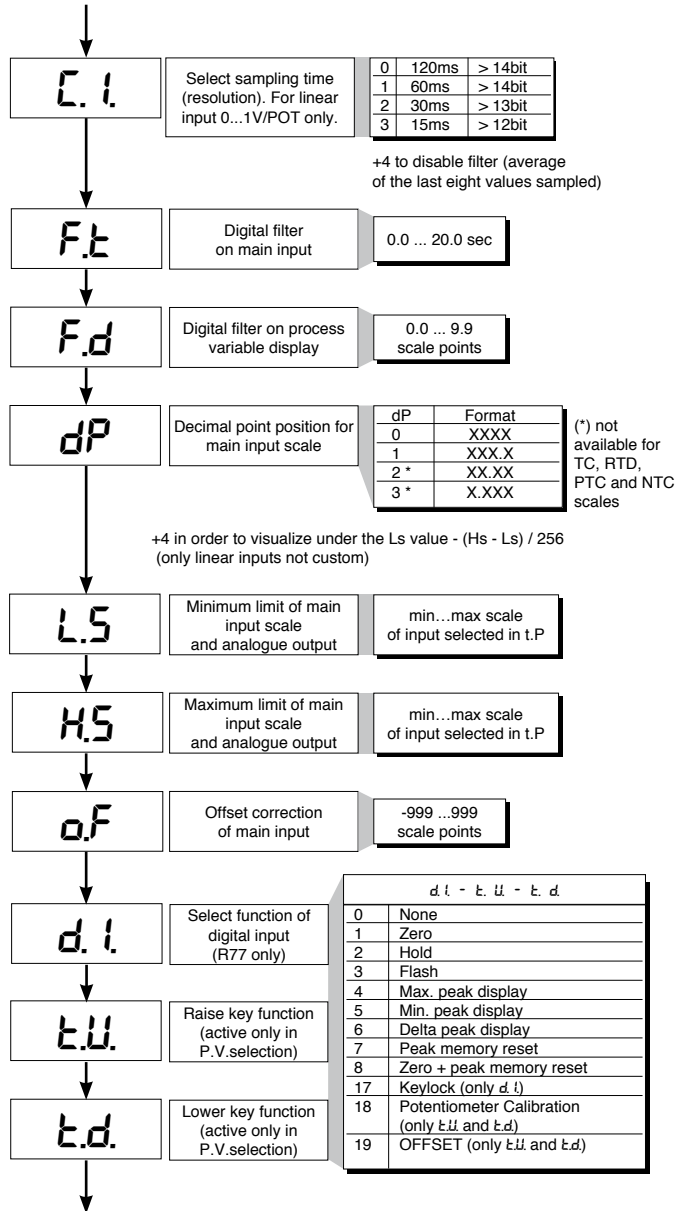 C. I.
Select sampling time
(resolution). For linear
input 0...1V/POT only.
0 120ms > 14bit
1 60ms > 14bit
2 30ms > 13bit
3 15ms > 12bit
+4 to disable filter (average
of the last eight values sampled)
F.t
Digital filter
on main input
0.0 ... 20.0 sec
F.d
Digital filter on process
variable display
0.0 ... 9.9
scale points
dP
Decimal point position for
main input scale
dP Format
0 XXXX
1 XXX.X
2 * XX.XX
3 * X.XXX
(*) not
available for
TC, RTD,
PTC and NTC
scales
+4 in order to visualize under the Ls value - (Hs - Ls) / 256
(only linear inputs not custom)
L.S
Minimum limit of main
input scale
and analogue output
min...max scale
of input selected in t.P
H.S
Maximum limit of main
input scale
and analogue output
min...max scale
of input selected in t.P
o.F
Offset correction
of main input
-999 ...999
scale points
d. I.
Select function of
digital input
(R77 only)
t.U.
Raise key function
(active only in
P.V.selection)
t.d.
Lower key function
(active only in
P.V.selection)
d. I. - t. U. - t. d.
0 None
1 Zero
2 Hold
3 Flash
4 Max. peak display
5 Min. peak display
6 Delta peak display
7 Peak memory reset
8 Zero + peak memory reset
17 Keylock (only d. I.)
18 Potentiometer Calibration
(only t.U. and t.d.)
19 OFFSET (only t.U. and t.d.)